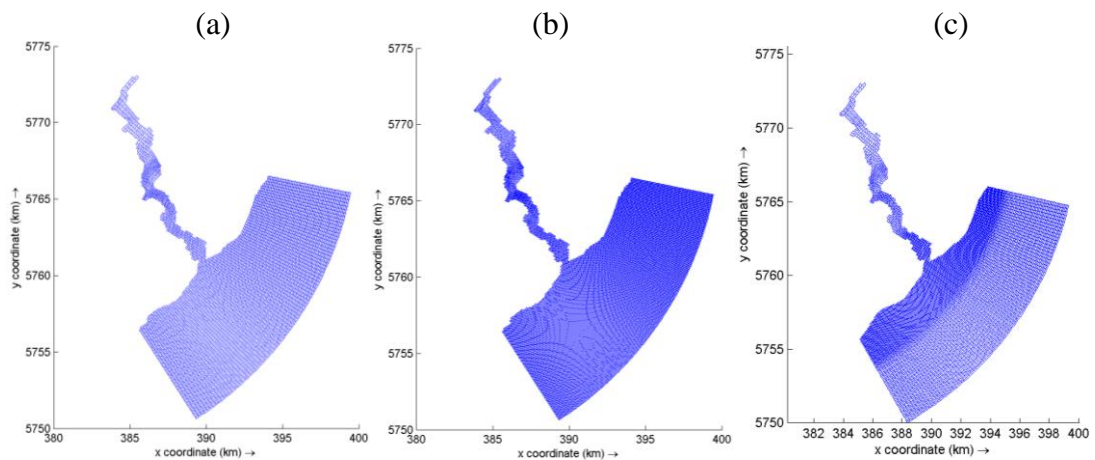 (a) (b) (c)
5775 5775 5775
5770 5770 5770
5765 5765 5765
5760 5760 5760
5755 5755 5755
5750 5750 5750
y coordinate (km) → y coordinate (km) → y coordinate (km) →
380 385 390 395 400 380 385 390 395 400 382 384 386 388 390 392 394 396 398 400
x coordinate (km) → x coordinate (km) → x coordinate (km) →